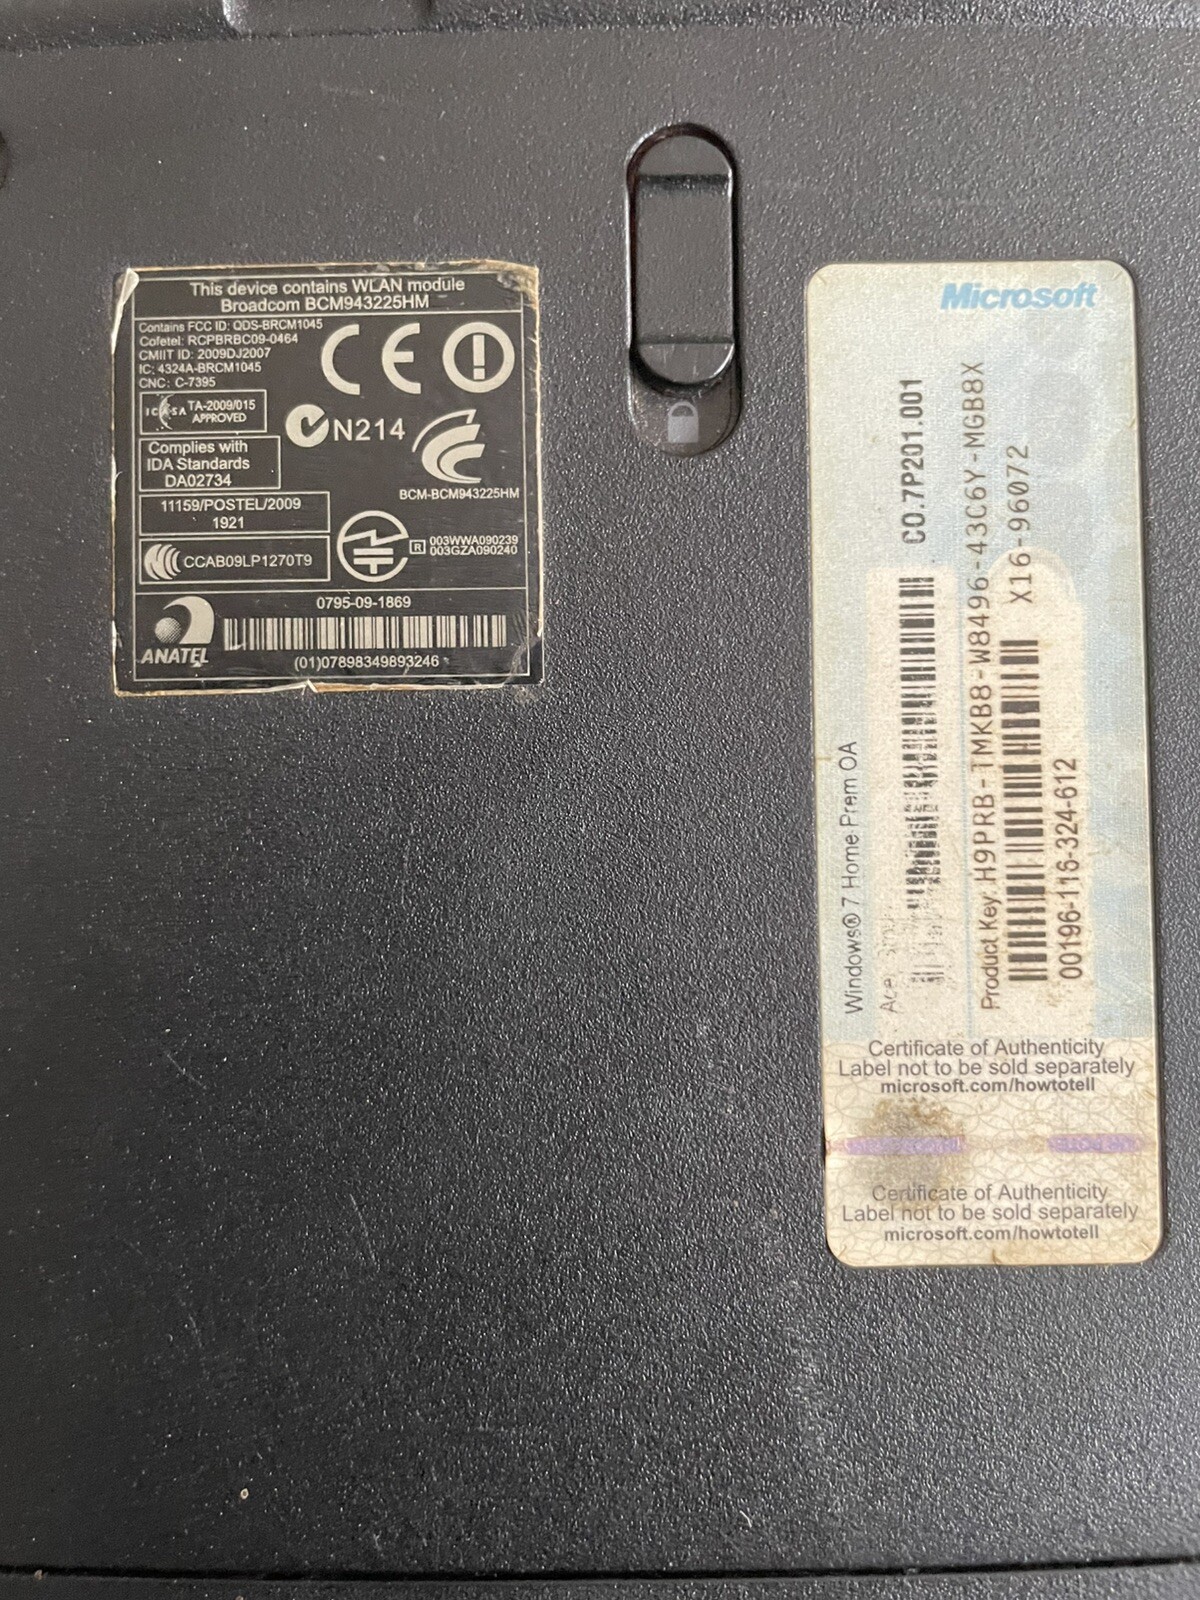 This device contains WLAN module
Broadcom BCM943225HM
Contains FCC ID: QDS-BRCM1045
Cofetel: RCPBRBC09-0464
CMIIT ID: 2009DJ2007
IC: 4324A-BRCM1045
CNC: C-7395
CE
ICASA TA-2009/015
APPROVED
N214
Complies with
IDA Standards
DA02734
BCM-BCM943225HM
11159/POSTEL/2009
1921
CCAB09LP1270T9
R 003WWA090239
003GZA090240
0795-09-1869
ANATEL
(01)07898349893246
Microsoft
Windows® 7 Home Prem OA
CO.7P201.001
Product Key: H9PRB-TMKB8-W8496-43C6Y-MGB8X
X16-96072
00196-116-324-612
Certificate of Authenticity
Label not to be sold separately
microsoft.com/howtotell
Certificate of Authenticity
Label not to be sold separately
microsoft.com/howtotell